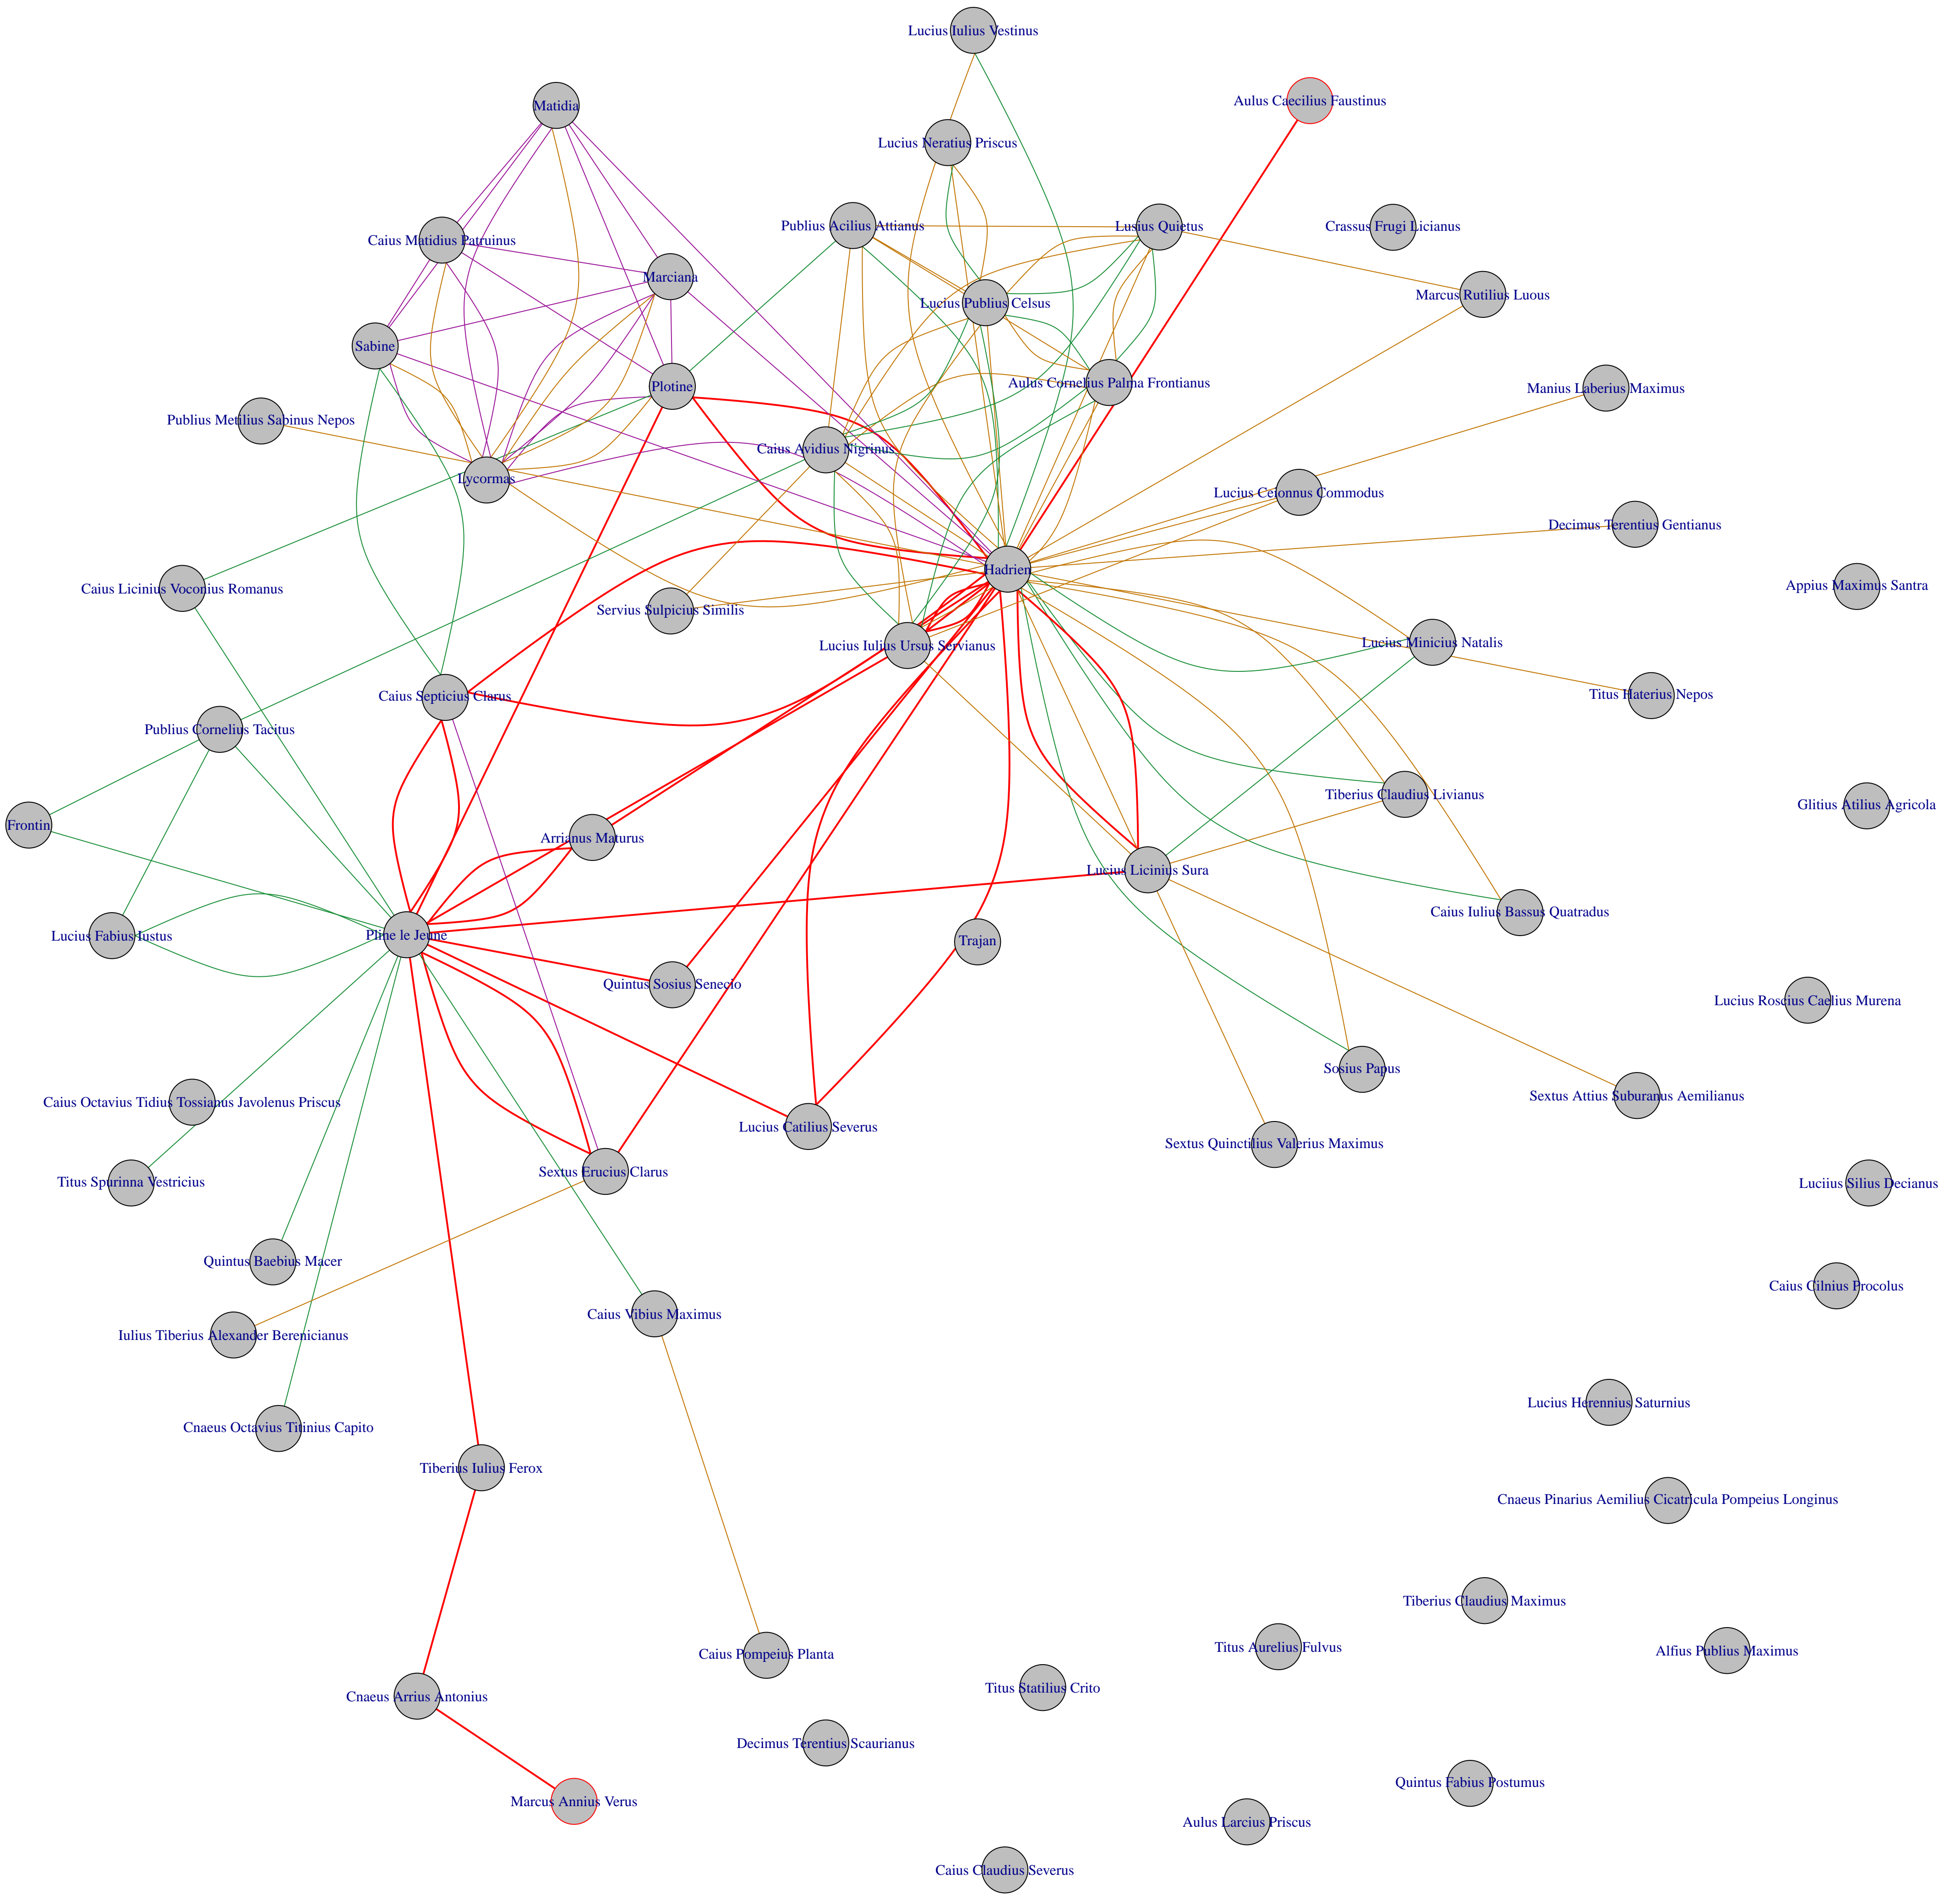 Lucius Iulius Vestinus
Aulus Caecilius Faustinus
Matidia
Lucius Neratius Priscus
Publius Acilius Attianus
Lusius Quietus
Crassus Frugi Licianus
Caius Matidius Patruinus
Marciana
Lucius Publius Celsus
Marcus Rutilius Luous
Sabine
Plotine
Aulus Cornelius Palma Frontianus
Manius Laberius Maximus
Publius Metilius Sabinus Nepos
Caius Avidius Nigrinus
Lycormas
Lucius Ceionnus Commodus
Decimus Terentius Gentianus
Hadrien
Caius Licinius Voconius Romanus
Appius Maximus Santra
Servius Sulpicius Similis
Lucius Iulius Ursus Servianus
Lucius Minicius Natalis
Caius Septicius Clarus
Titus Haterius Nepos
Publius Cornelius Tacitus
Tiberius Claudius Livianus
Glitius Atilius Agricola
Frontin
Arrianus Maturus
Lucius Licinius Sura
Caius Iulius Bassus Quatradus
Lucius Fabius Iustus
Pline le Jeune
Trajan
Quintus Sosius Senecio
Lucius Roscius Caelius Murena
Sosius Papus
Sextus Attius Suburanus Aemilianus
Caius Octavius Tidius Tossianus Javolenus Priscus
Lucius Catilius Severus
Sextus Quinctilius Valerius Maximus
Sextus Erucius Clarus
Titus Spurinna Vestricius
Luciius Silius Decianus
Quintus Baebius Macer
Caius Cilnius Procolus
Caius Vibius Maximus
Iulius Tiberius Alexander Berenicianus
Lucius Herennius Saturnius
Cnaeus Octavius Titinius Capito
Tiberius Iulius Ferox
Cnaeus Pinarius Aemilius Cicatricula Pompeius Longinus
Tiberius Claudius Maximus
Titus Aurelius Fulvus
Alfius Publius Maximus
Caius Pompeius Planta
Titus Statilius Crito
Cnaeus Arrius Antonius
Decimus Terentius Scaurianus
Quintus Fabius Postumus
Marcus Annius Verus
Aulus Larcius Priscus
Caius Claudius Severus